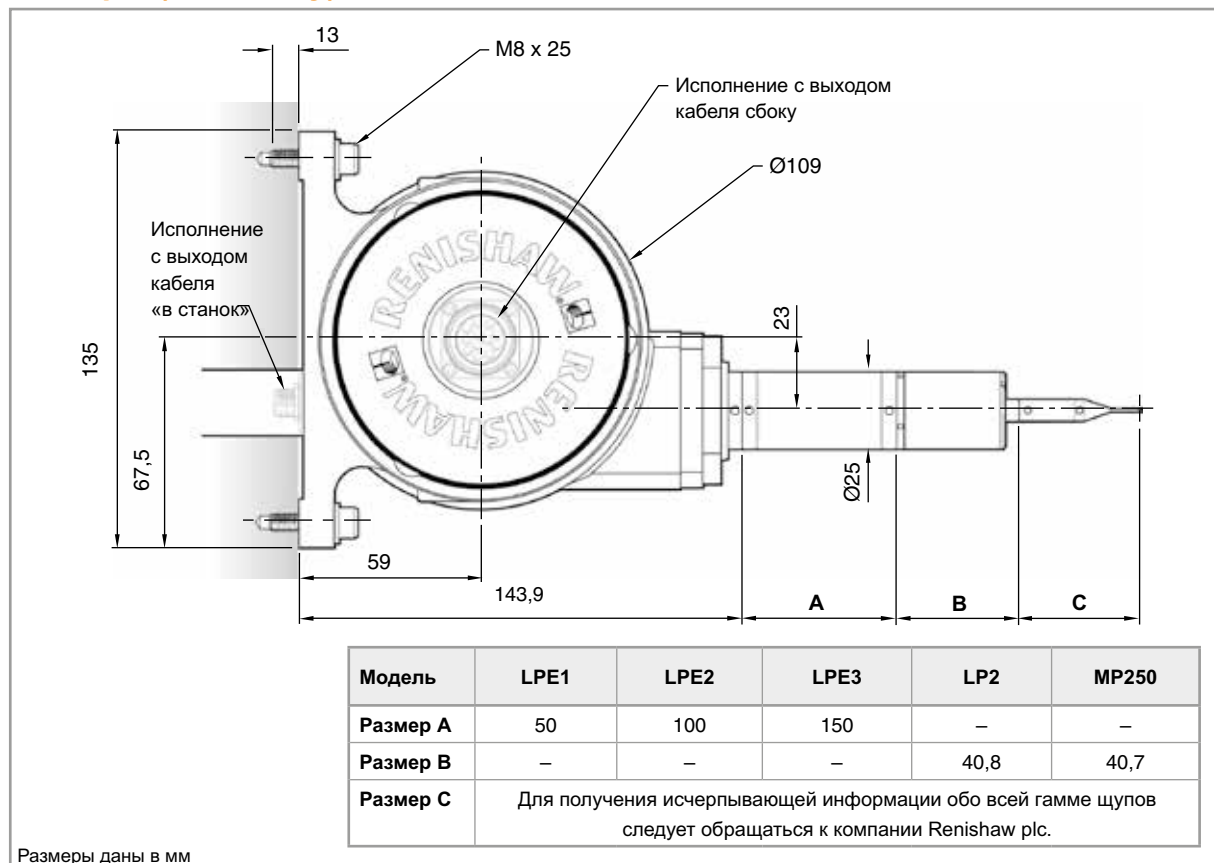 13
M8 x 25
Исполнение с выходом
кабеля сбоку
Ø109
Исполнение
с выходом
кабеля
«в станок»
RENISHAW
RENISHAW
23
135
67,5
Ø25
59
143,9
A
B
C
Модель LPE1 LPE2 LPE3 LP2 MP250
Размер A 50 100 150 – –
Размер B – – – 40,8 40,7
Размер C Для получения исчерпывающей информации обо всей гамме щупов
следует обращаться к компании Renishaw plc.
Размеры даны в мм